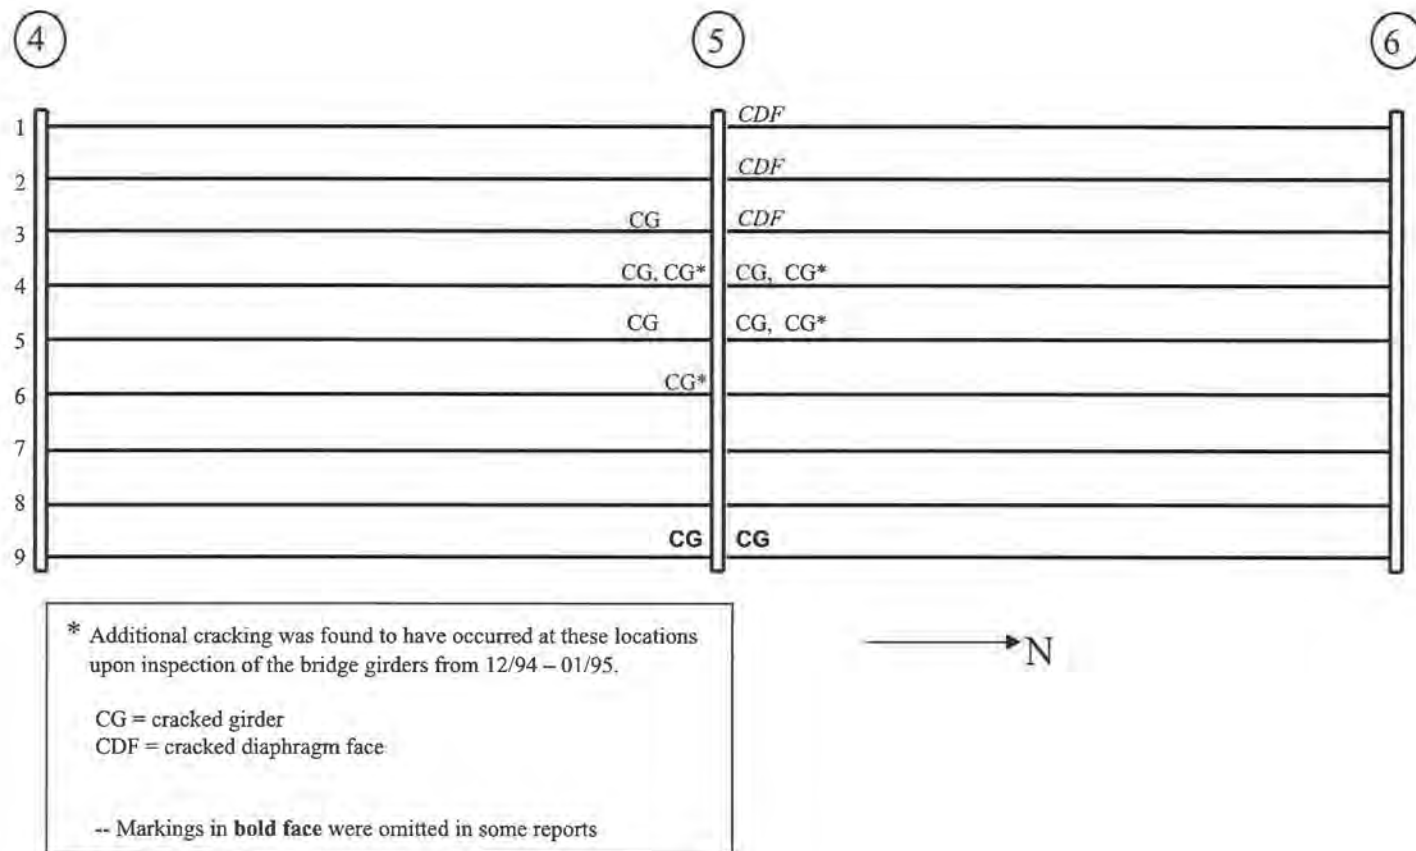 4 5 6
1 CDF
2 CDF
3 CG CDF
4 CG, CG* CG, CG*
5 CG CG, CG*
6 CG*
7
8
9 CG CG
* Additional cracking was found to have occurred at these locations
upon inspection of the bridge girders from 12/94 – 01/95.
N
CG = cracked girder
CDF = cracked diaphragm face
-- Markings in bold face were omitted in some reports